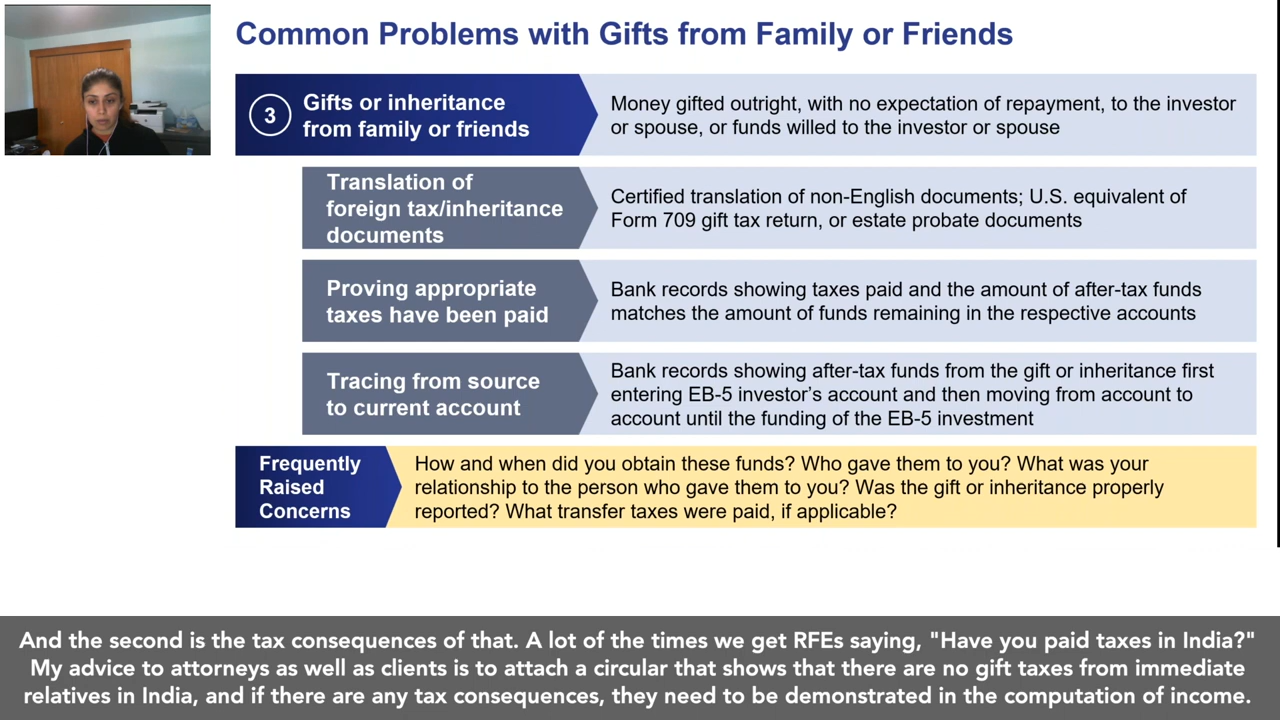 Common Problems with Gifts from Family or Friends
3
Gifts or inheritance
from family or friends
Money gifted outright, with no expectation of repayment, to the investor
or spouse, or funds willed to the investor or spouse
Translation of
foreign tax/inheritance
documents
Certified translation of non-English documents; U.S. equivalent of
Form 709 gift tax return, or estate probate documents
Proving appropriate
taxes have been paid
Bank records showing taxes paid and the amount of after-tax funds
matches the amount of funds remaining in the respective accounts
Tracing from source
to current account
Bank records showing after-tax funds from the gift or inheritance first
entering EB-5 investor’s account and then moving from account to
account until the funding of the EB-5 investment
Frequently
Raised
Concerns
How and when did you obtain these funds? Who gave them to you? What was your
relationship to the person who gave them to you? Was the gift or inheritance properly
reported? What transfer taxes were paid, if applicable?
And the second is the tax consequences of that. A lot of the times we get RFEs saying, "Have you paid taxes in India?"
My advice to attorneys as well as clients is to attach a circular that shows that there are no gift taxes from immediate
relatives in India, and if there are any tax consequences, they need to be demonstrated in the computation of income.